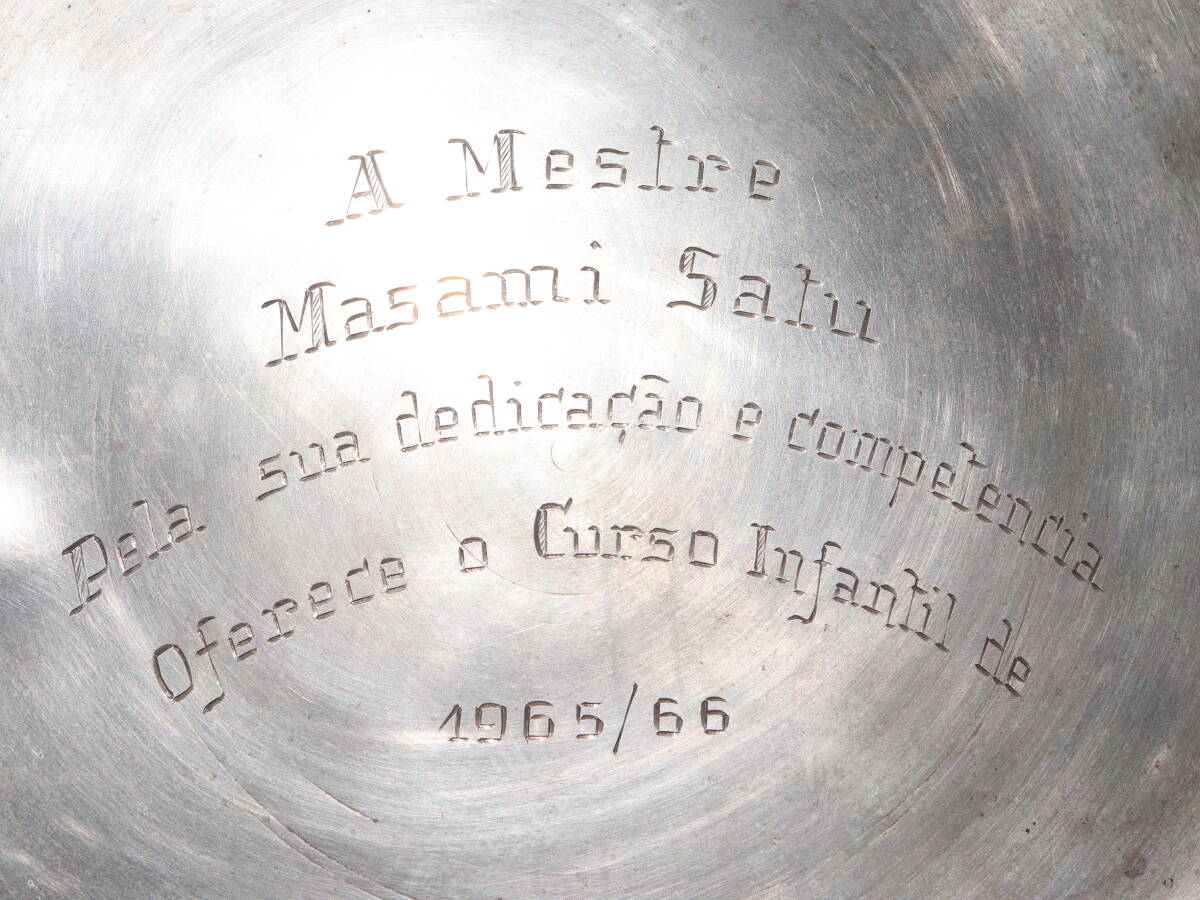 A Mestre
Masami Satu
Pela sua dedicação e competencia
Oferece o Curso Infantil de
1965/66